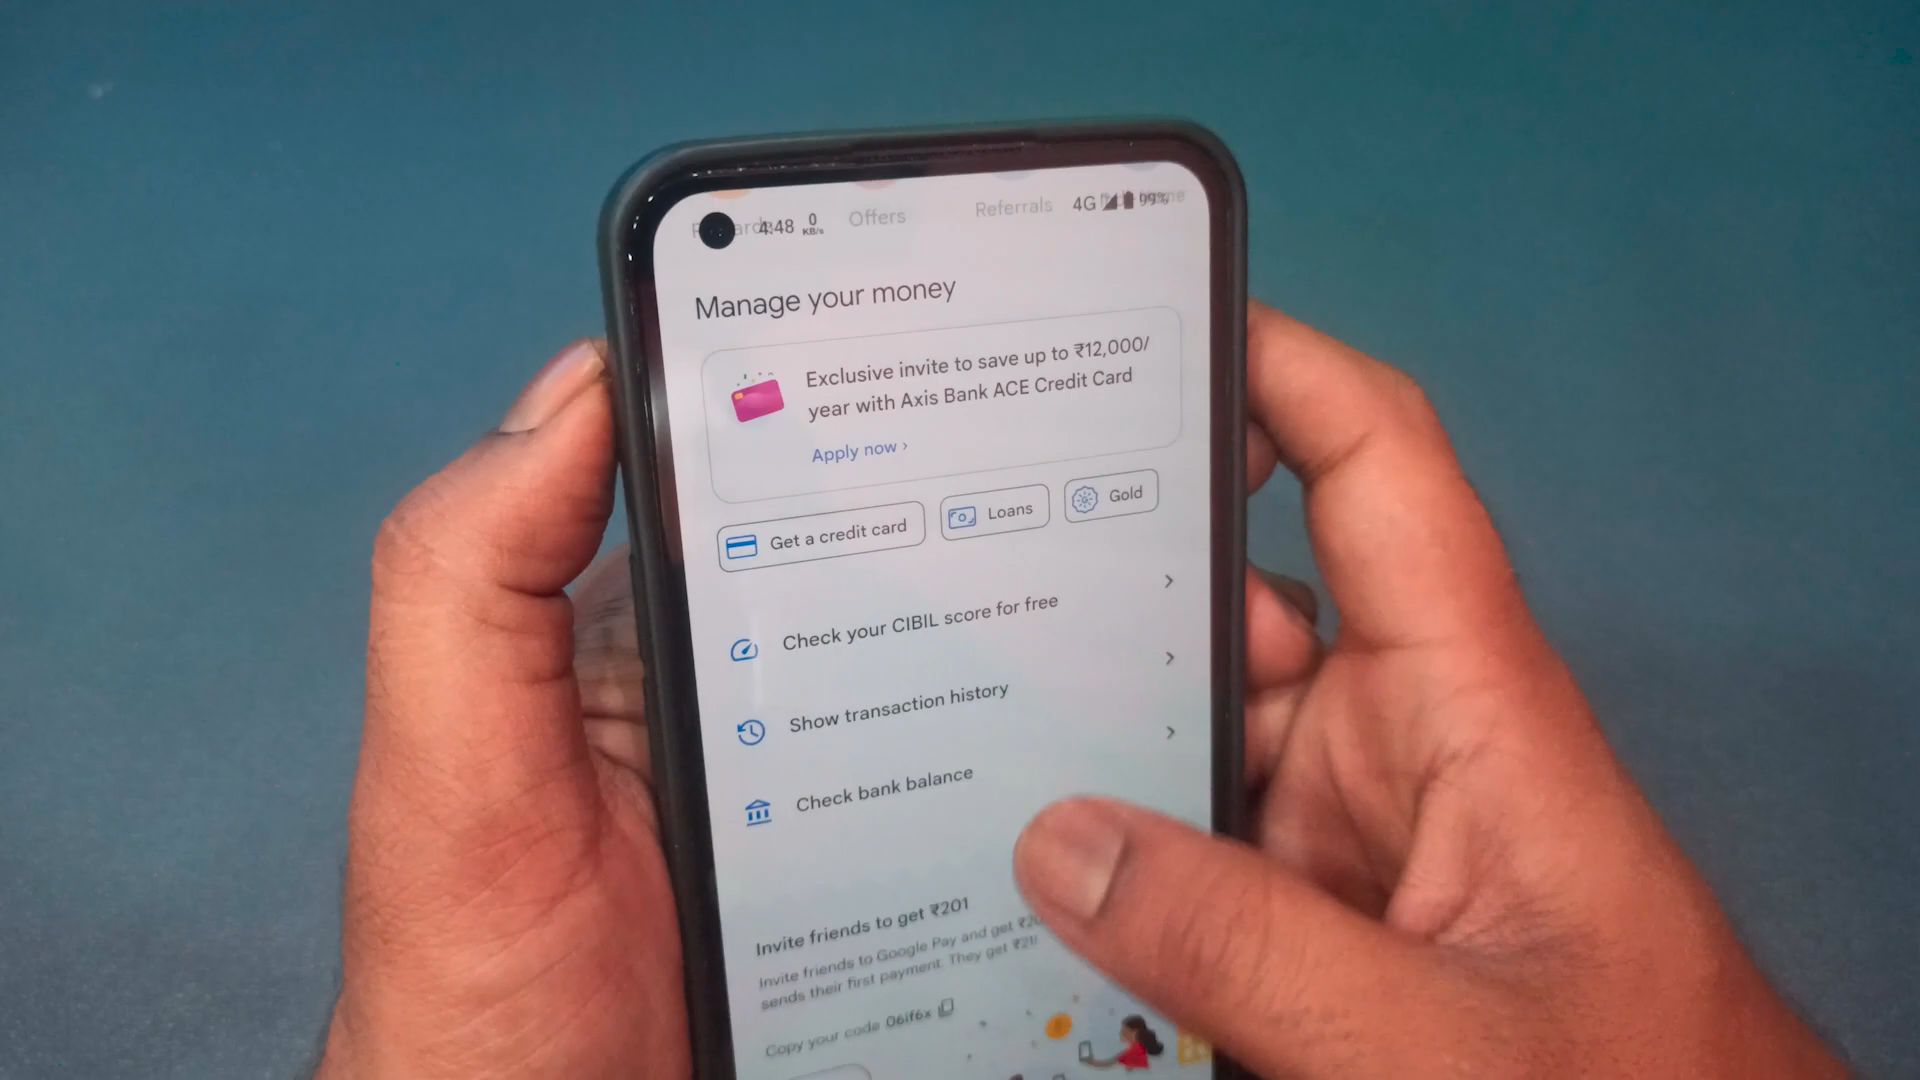 4:48 0 KB/s
Offers
Referrals
4G 99%
Manage your money
Exclusive invite to save up to ₹12,000/
year with Axis Bank ACE Credit Card
Apply now ›
Get a credit card
Loans
Gold
Check your CIBIL score for free
Show transaction history
Check bank balance
Invite friends to get ₹201
Invite friends to Google Pay and get
sends their first payment. They get ₹21!
Copy your code 06if6x